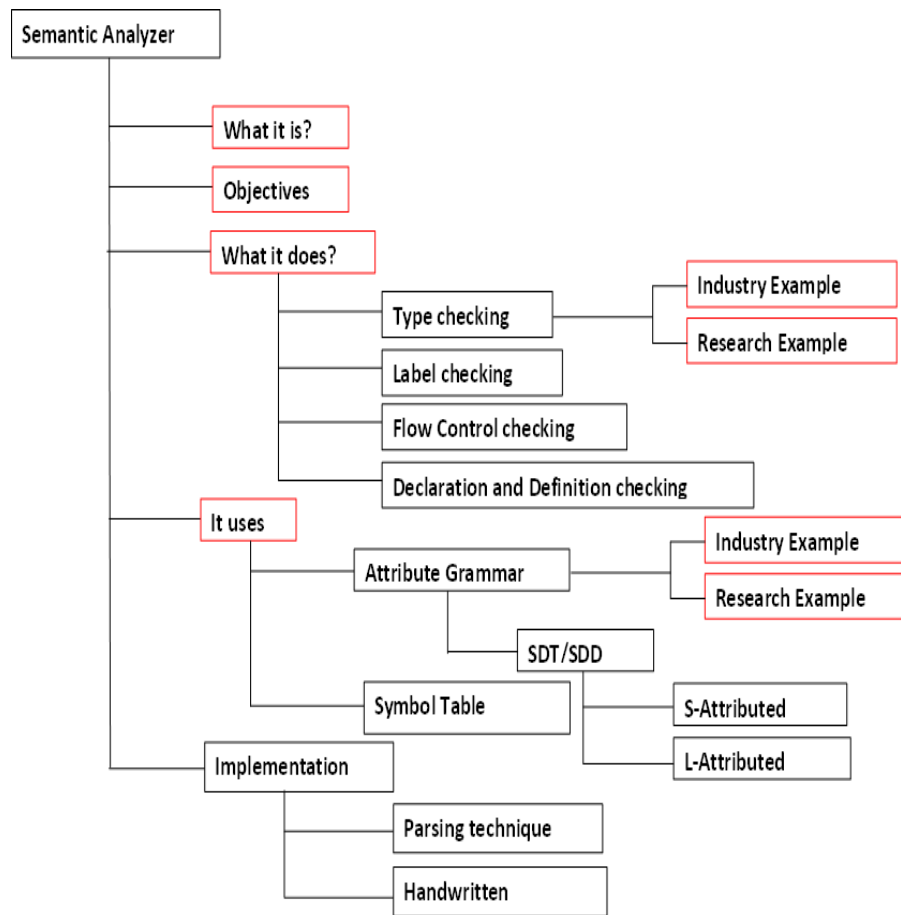 Semantic Analyzer
What it is?
Objectives
What it does?
Industry Example
Type checking
Research Example
Label checking
Flow Control checking
Declaration and Definition checking
It uses
Industry Example
Attribute Grammar
Research Example
SDT/SDD
Symbol Table
S-Attributed
L-Attributed
Implementation
Parsing technique
Handwritten